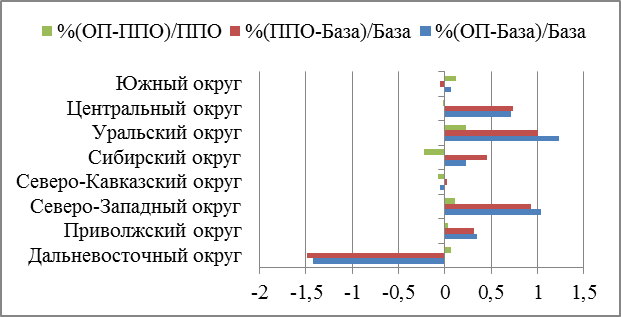 %(ОП-ППО)/ППО %(ППО-База)/База %(ОП-База)/База
Южный округ
Центральный округ
Уральский округ
Сибирский округ
Северо-Кавказский округ
Северо-Западный округ
Приволжский округ
Дальневосточный округ
-2 -1,5 -1 -0,5 0 0,5 1 1,5